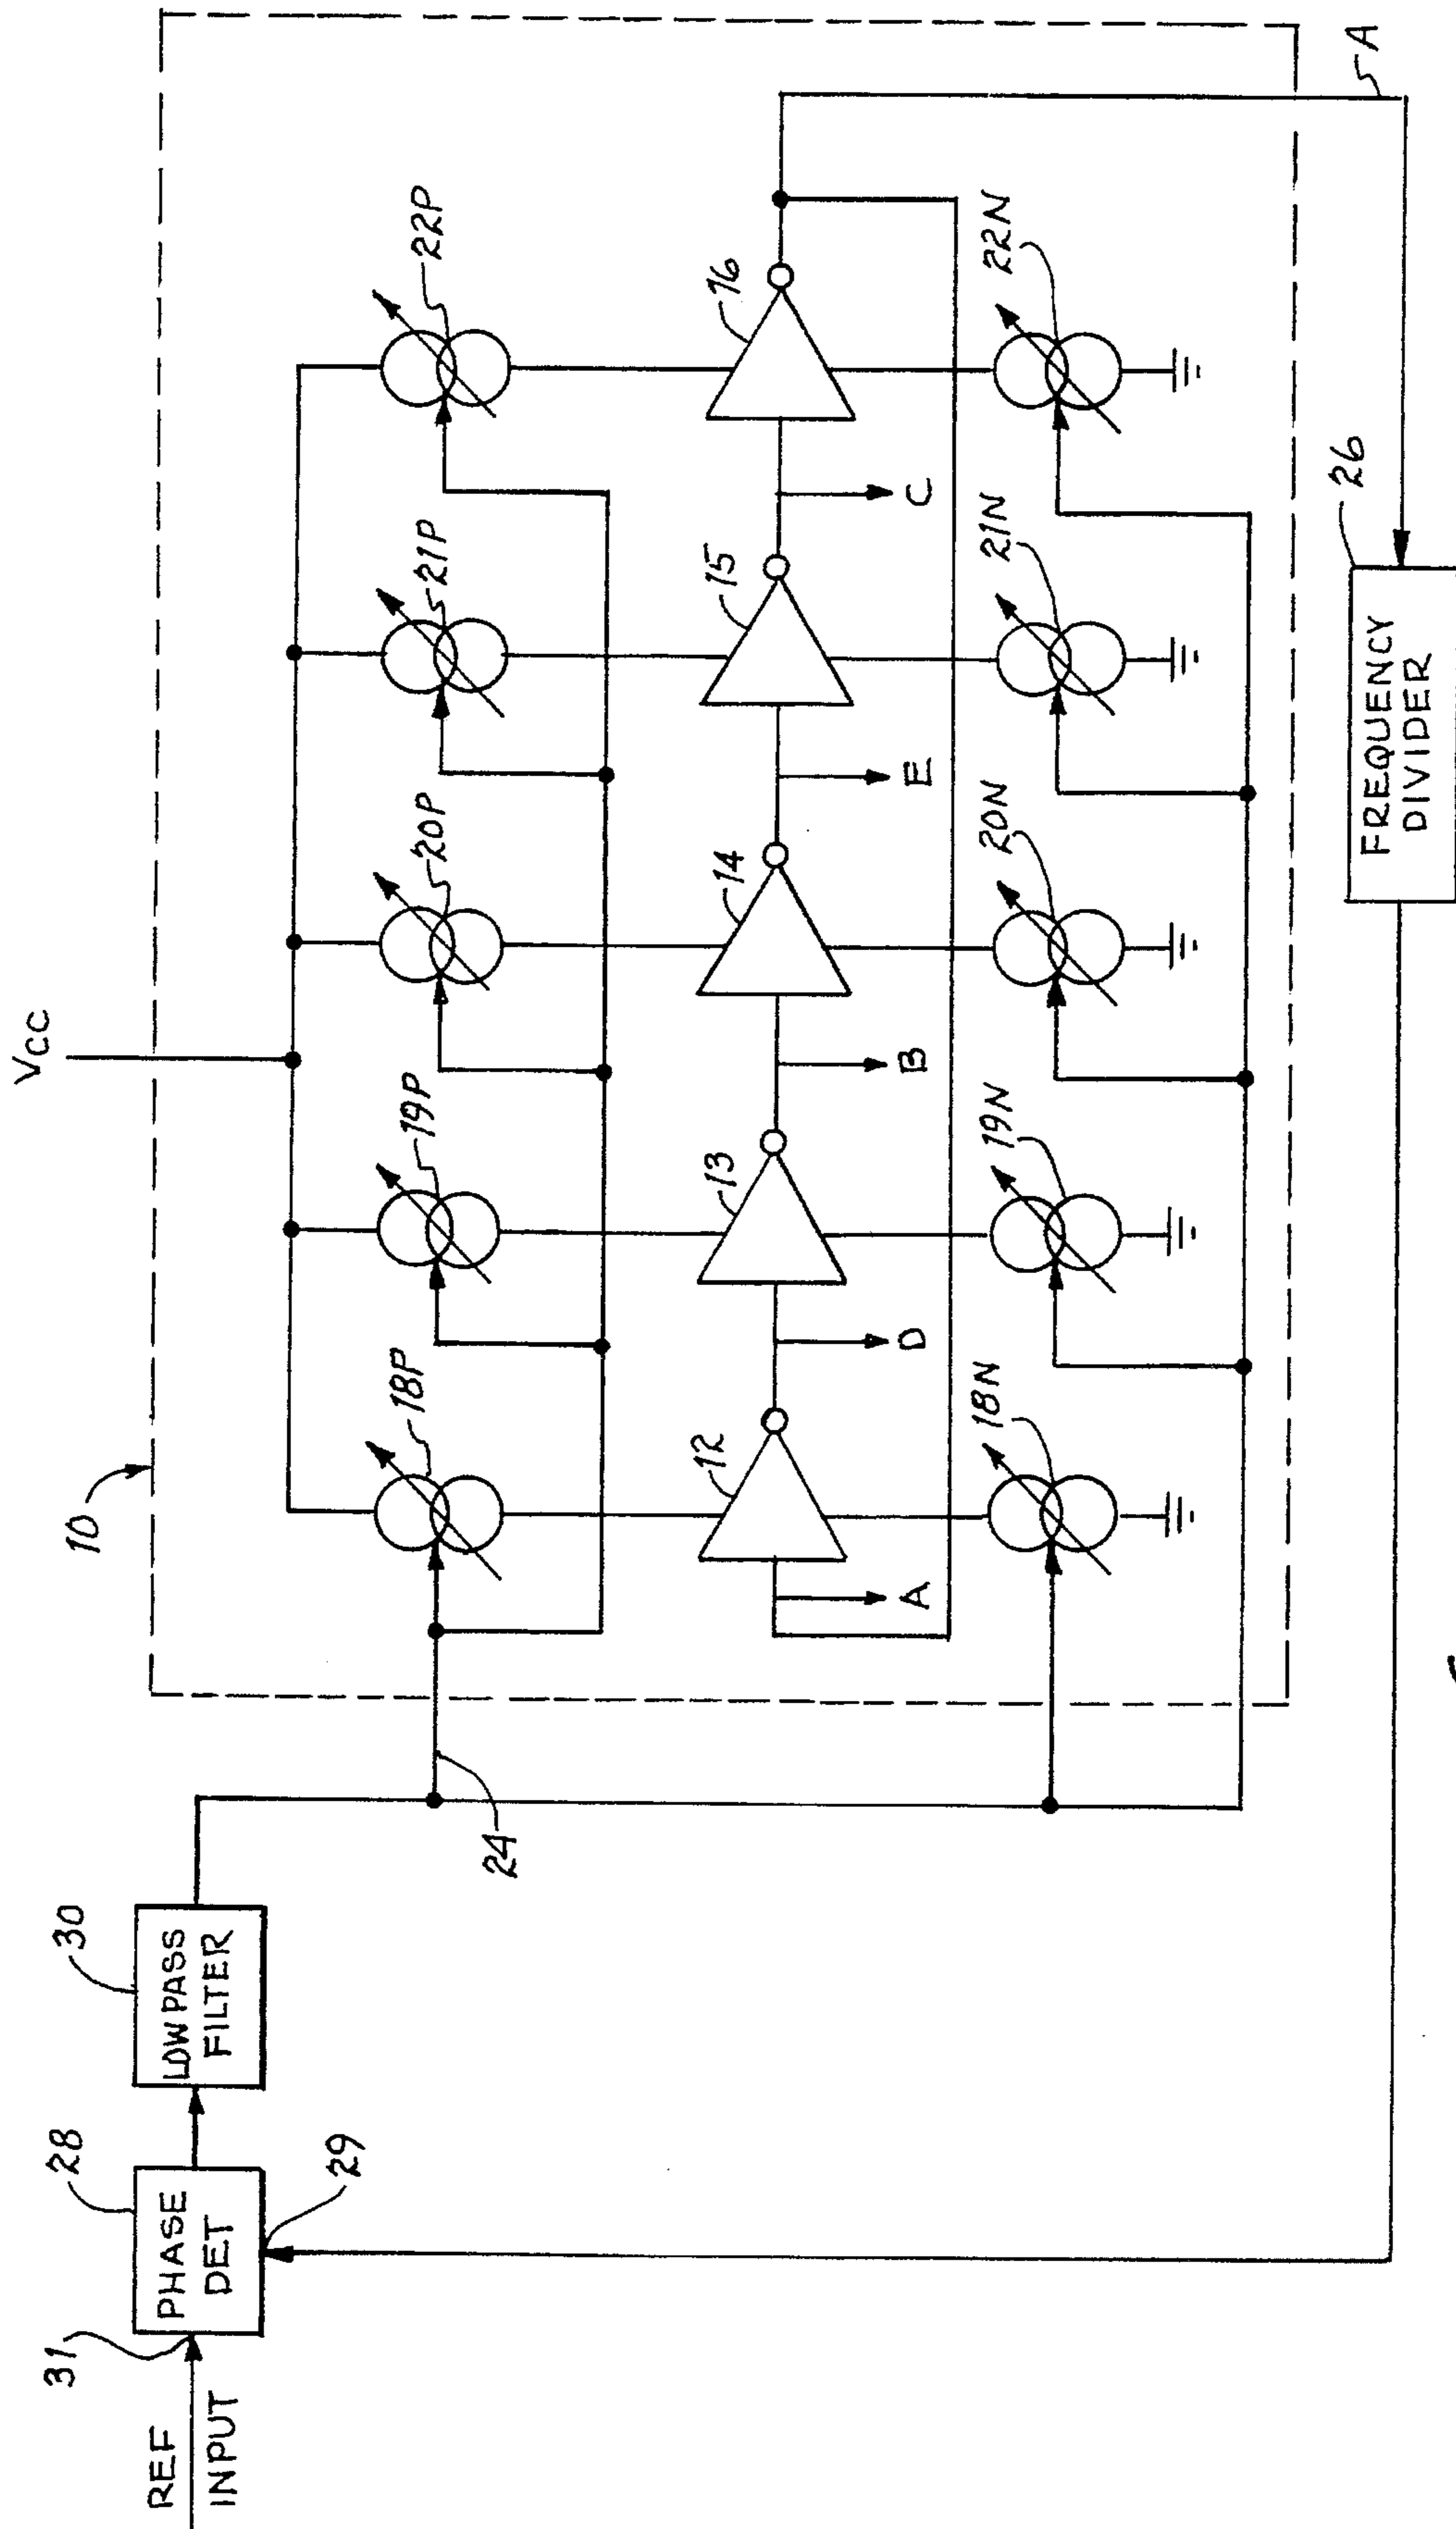 REF
INPUT
31
PHASE
DET
28
29
LOW PASS
FILTER
30
24
10
Vcc
18P
19P
20P
21P
22P
12
13
14
15
16
A
D
B
E
C
18N
19N
20N
21N
22N
A
FREQUENCY
DIVIDER
26